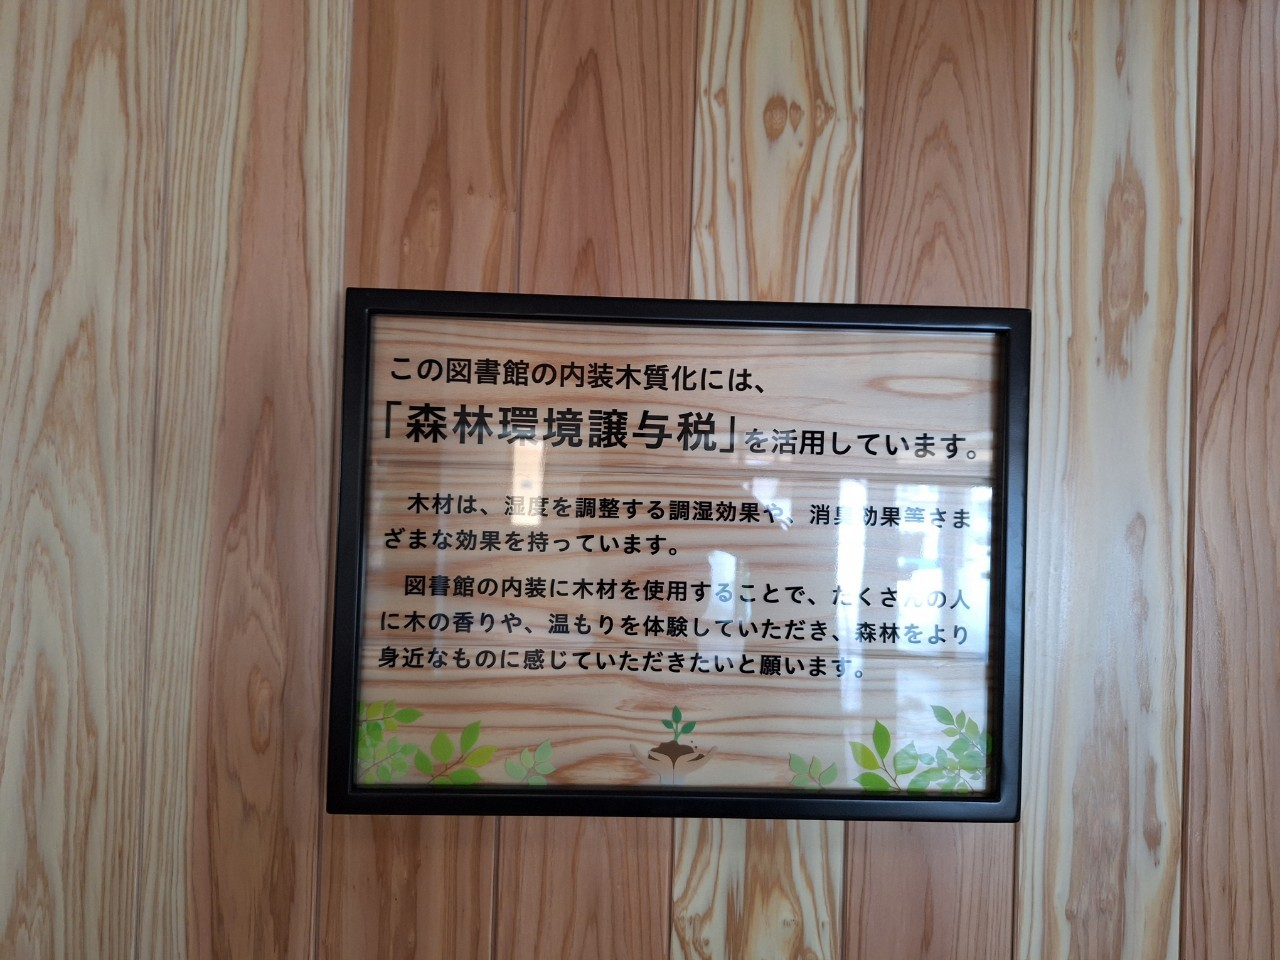 この図書館の内装木質化には、
「森林環境譲与税」を活用しています。
木材は、湿度を調整する調湿効果や、消臭効果等さま
ざまな効果を持っています。
図書館の内装に木材を使用することで、たくさんの人
に木の香りや、温もりを体験していただき、森林をより
身近なものに感じていただきたいと願います。